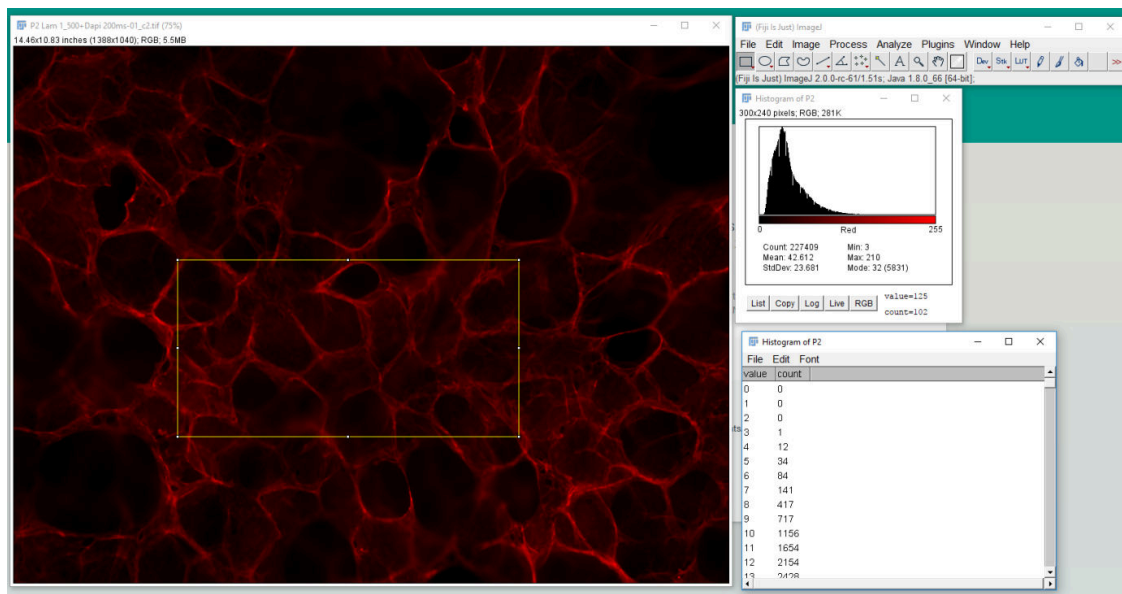 P2 Lam 1_500+Dapi 200ms-01_c2.tif (75%)
14.46x10.83 inches (1388x1040); RGB; 5.5MB
(Fiji Is Just) ImageJ
File Edit Image Process Analyze Plugins Window Help
Dev Stk LUT >>
(Fiji Is Just) ImageJ 2.0.0-rc-61/1.51s; Java 1.8.0_66 [64-bit];
Histogram of P2
300x240 pixels; RGB; 281K
0 Red 255
Count: 227409 Min: 3
Mean: 42.612 Max: 210
StdDev: 23.681 Mode: 32 (5831)
List Copy Log Live RGB value=125
count=102
Histogram of P2
File Edit Font
value count
0 0
1 0
2 0
3 1
4 12
5 34
6 84
7 141
8 417
9 717
10 1156
11 1654
12 2154
13 2428